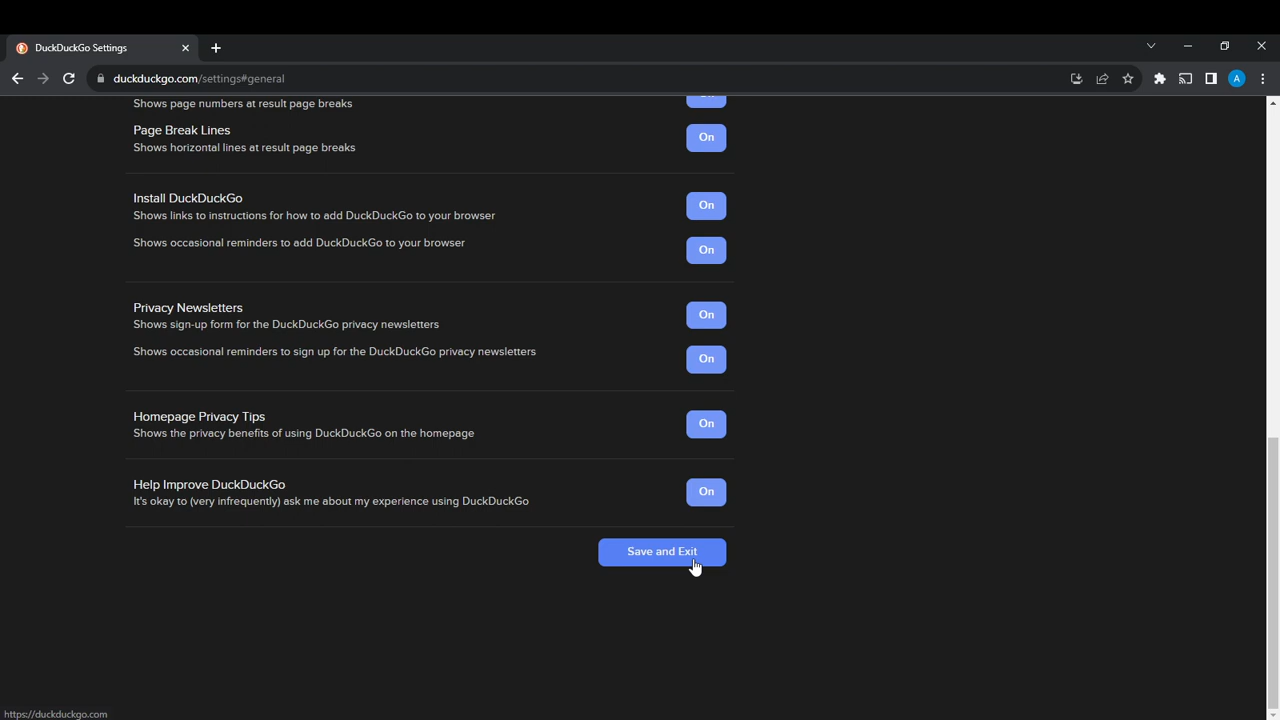 DuckDuckGo Settings
duckduckgo.com/settings#general
A
Shows page numbers at result page breaks
Page Break Lines
Shows horizontal lines at result page breaks
On
Install DuckDuckGo
Shows links to instructions for how to add DuckDuckGo to your browser
On
Shows occasional reminders to add DuckDuckGo to your browser
On
Privacy Newsletters
Shows sign-up form for the DuckDuckGo privacy newsletters
On
Shows occasional reminders to sign up for the DuckDuckGo privacy newsletters
On
Homepage Privacy Tips
Shows the privacy benefits of using DuckDuckGo on the homepage
On
Help Improve DuckDuckGo
It's okay to (very infrequently) ask me about my experience using DuckDuckGo
On
Save and Exit
https://duckduckgo.com